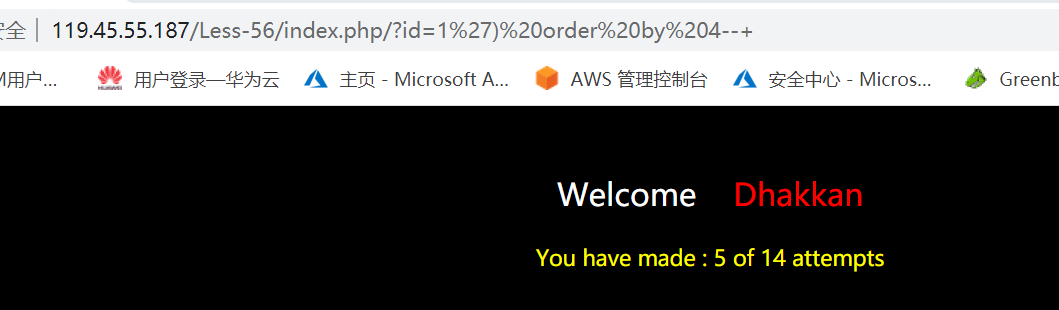 安全 119.45.55.187/Less-56/index.php/?id=1%27)%20order%20by%204--+
M用户... HUAWEI 用户登录—华为云 主页 - Microsoft A... AWS 管理控制台 安全中心 - Micros... Greenb
Welcome Dhakkan
You have made : 5 of 14 attempts